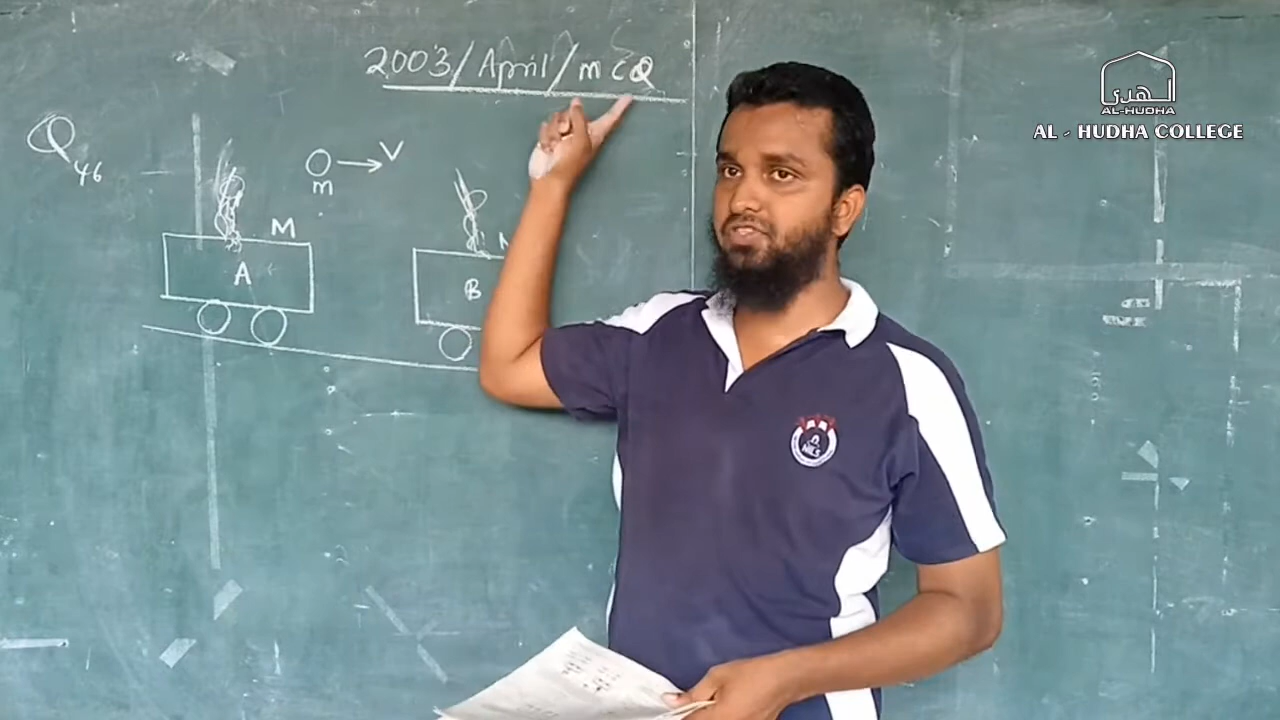 2003/April/MCQ
الهدى
AL-HUDHA
AL - HUDHA COLLEGE
Q46
m
V
M
A
B